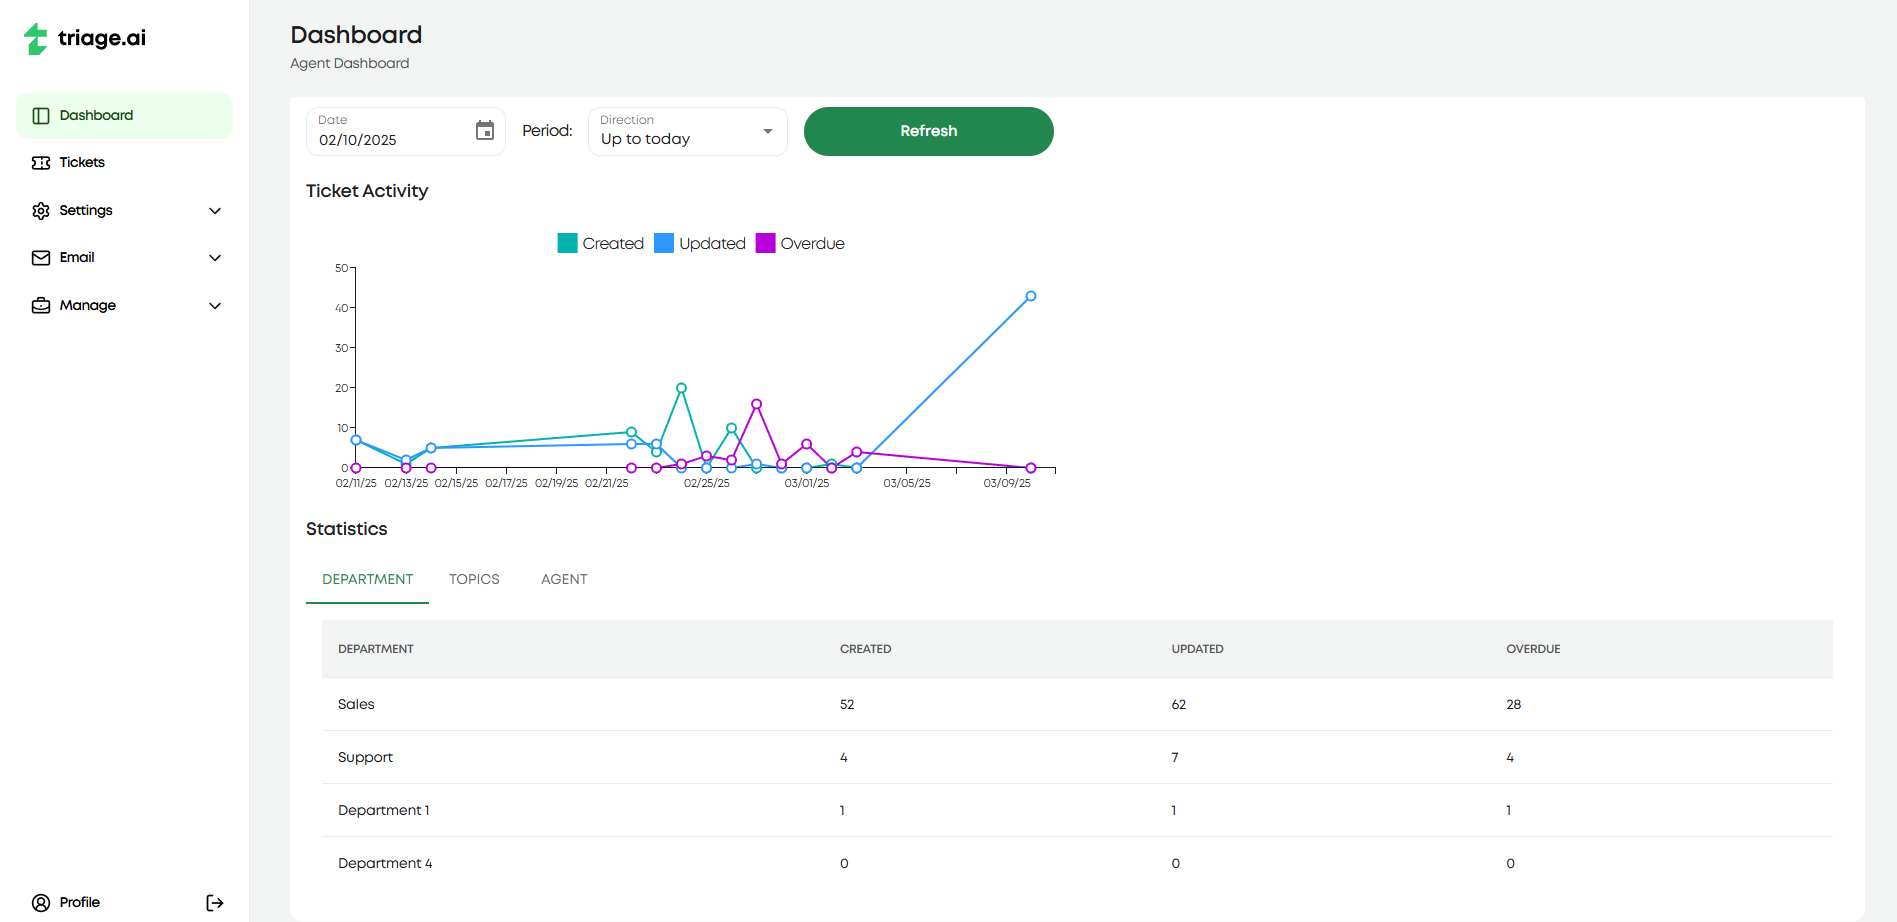 triage.ai
Dashboard
Tickets
Settings
Email
Manage
Profile
Dashboard
Agent Dashboard
Date
02/10/2025
Period:
Direction
Up to today
Refresh
Ticket Activity
Created Updated Overdue
50
40
30
20
10
0
02/11/25 02/13/25 02/15/25 02/17/25 02/19/25 02/21/25 02/25/25 03/01/25 03/05/25 03/09/25
Statistics
DEPARTMENT TOPICS AGENT
DEPARTMENT CREATED UPDATED OVERDUE
Sales 52 62 28
Support 4 7 4
Department 1 1 1 1
Department 4 0 0 0